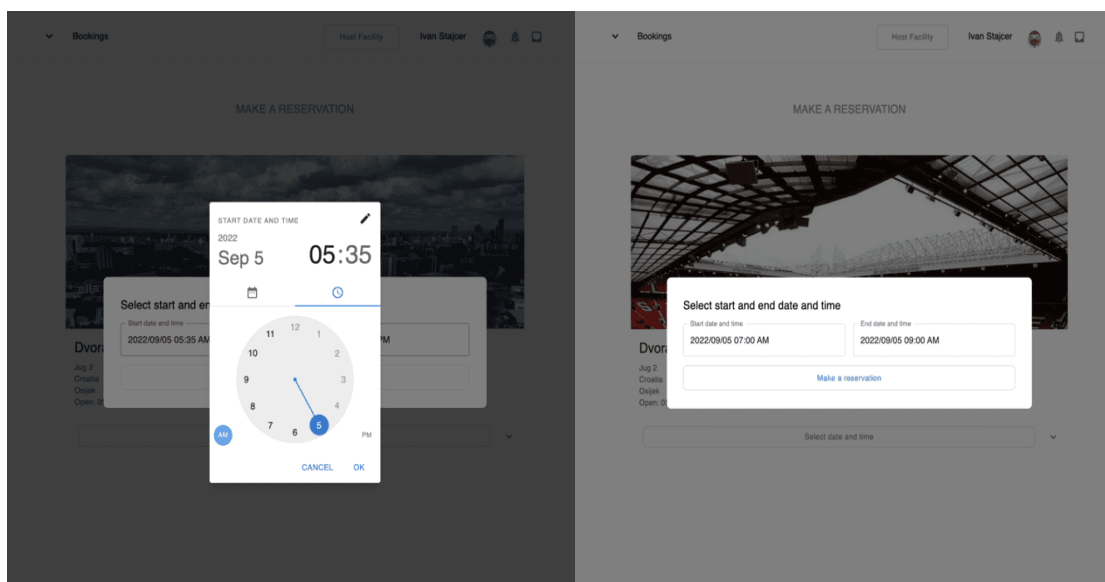 Bookings
Host Facility
Ivan Stajcer
MAKE A RESERVATION
START DATE AND TIME
2022
Sep 5
05:35
Select start and
Start date and time
2022/09/05 05:35 AM
12
11
1
10
2
9
3
8
4
7
5
6
AM
PM
CANCEL
OK
Jug 2
Croatia
Osijek
Open:
Bookings
Host Facility
Ivan Stajcer
MAKE A RESERVATION
Select start and end date and time
Start date and time
End date and time
2022/09/05 07:00 AM
2022/09/05 09:00 AM
Make a reservation
Jug 2
Croatia
Osijek
Open:
Select date and time